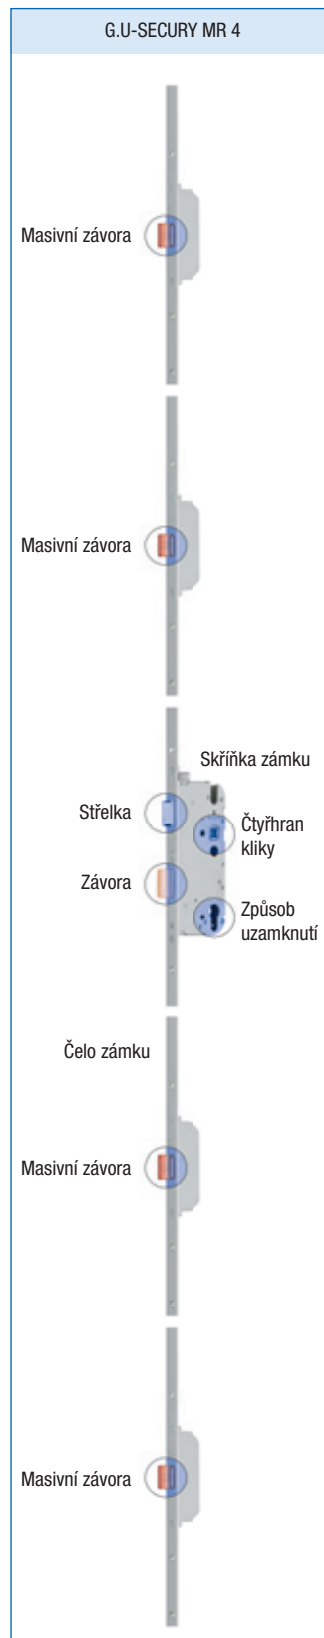 G.U-SECURY MR 4
Masivní závora
Masivní závora
Skříňka zámku
Střelka
Čtyřhran
kliky
Závora
Způsob
uzamknutí
Čelo zámku
Masivní závora
Masivní závora